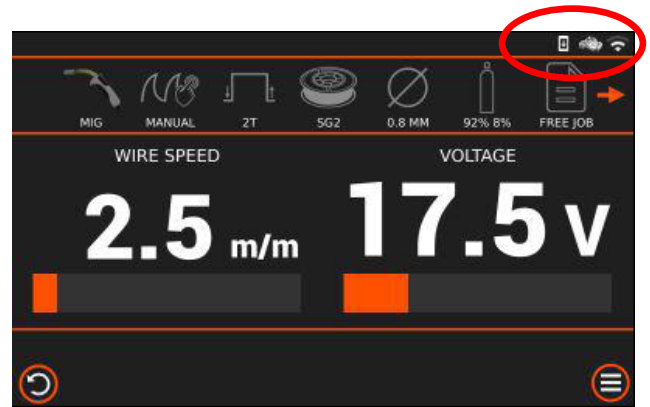 MIG MANUAL 2T SG2 0.8 MM 92% 8% FREE JOB
WIRE SPEED VOLTAGE
2.5 m/m 17.5 V